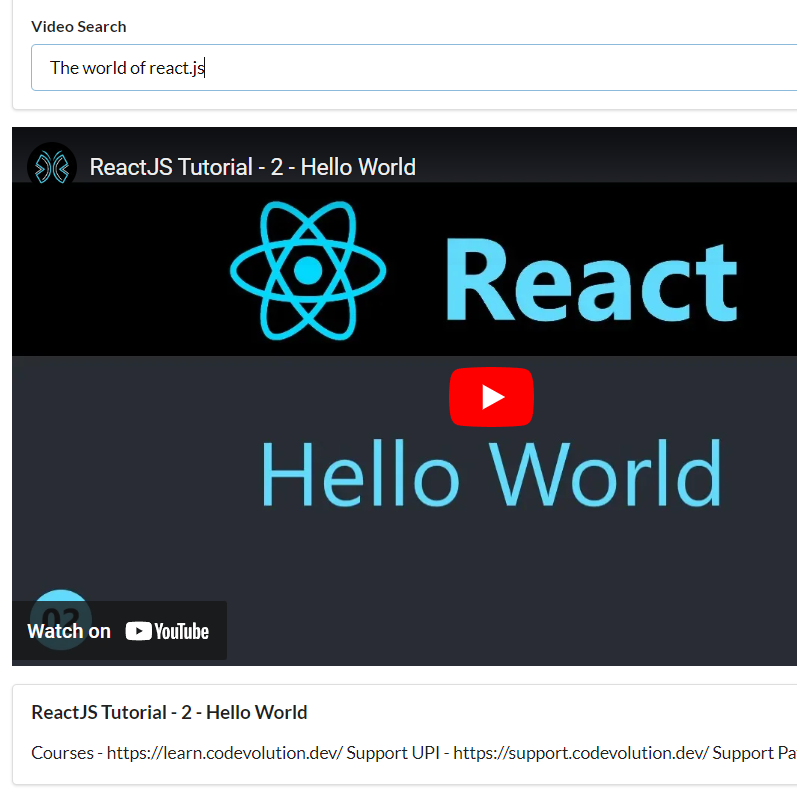 Video Search
The world of react.js
ReactJS Tutorial - 2 - Hello World
React
Hello World
02
Watch on YouTube
ReactJS Tutorial - 2 - Hello World
Courses - https://learn.codevolution.dev/ Support UPI - https://support.codevolution.dev/ Support Pa